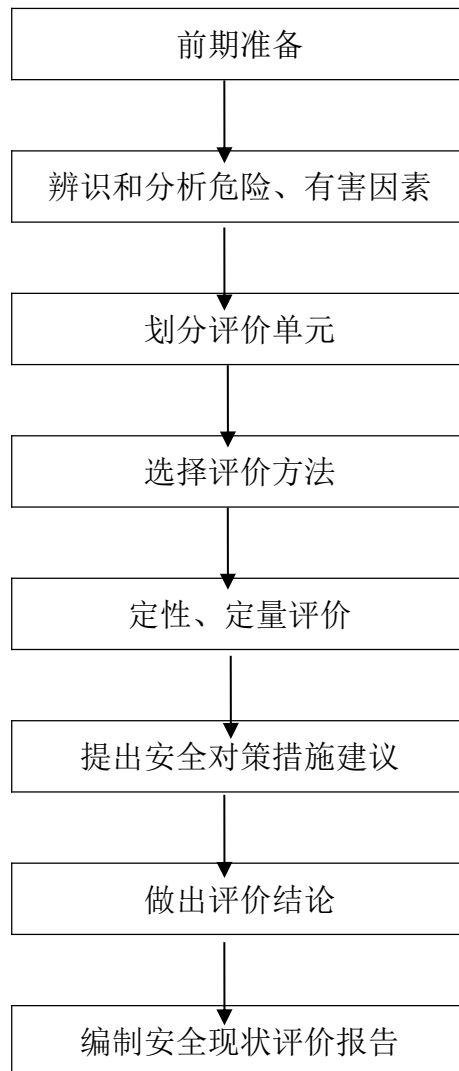 前期准备
辨识和分析危险、有害因素
划分评价单元
选择评价方法
定性、定量评价
提出安全对策措施建议
做出评价结论
编制安全现状评价报告